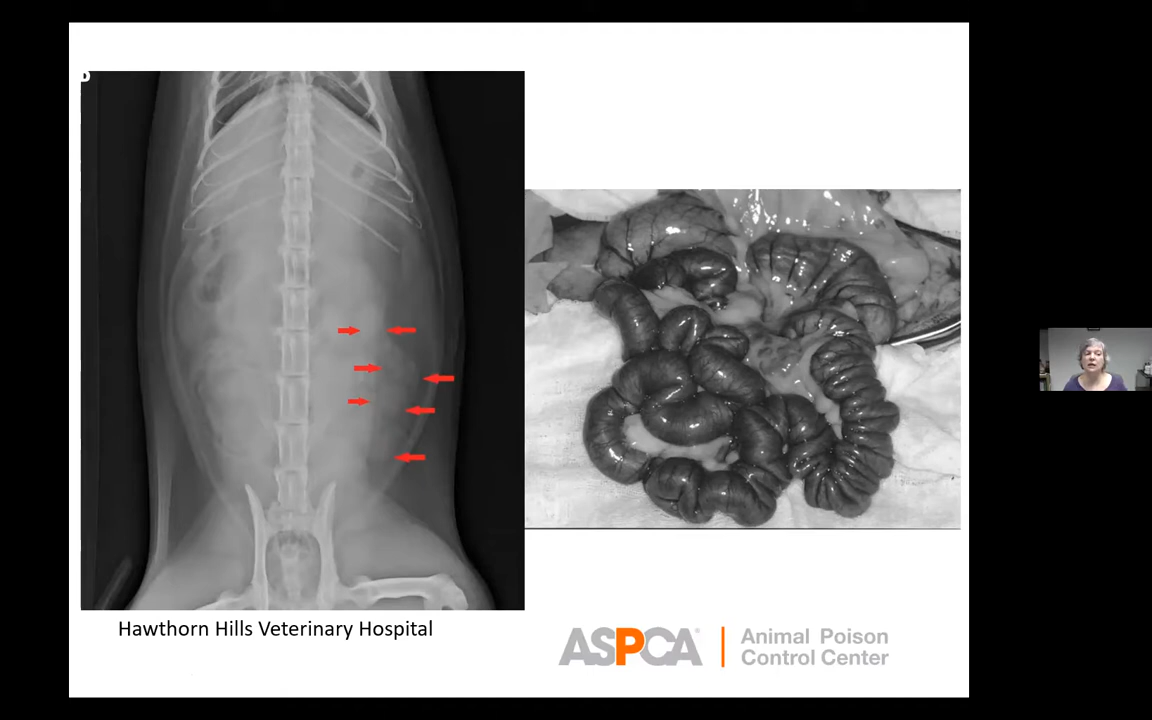 Hawthorn Hills Veterinary Hospital
ASPCA® Animal Poison
Control Center